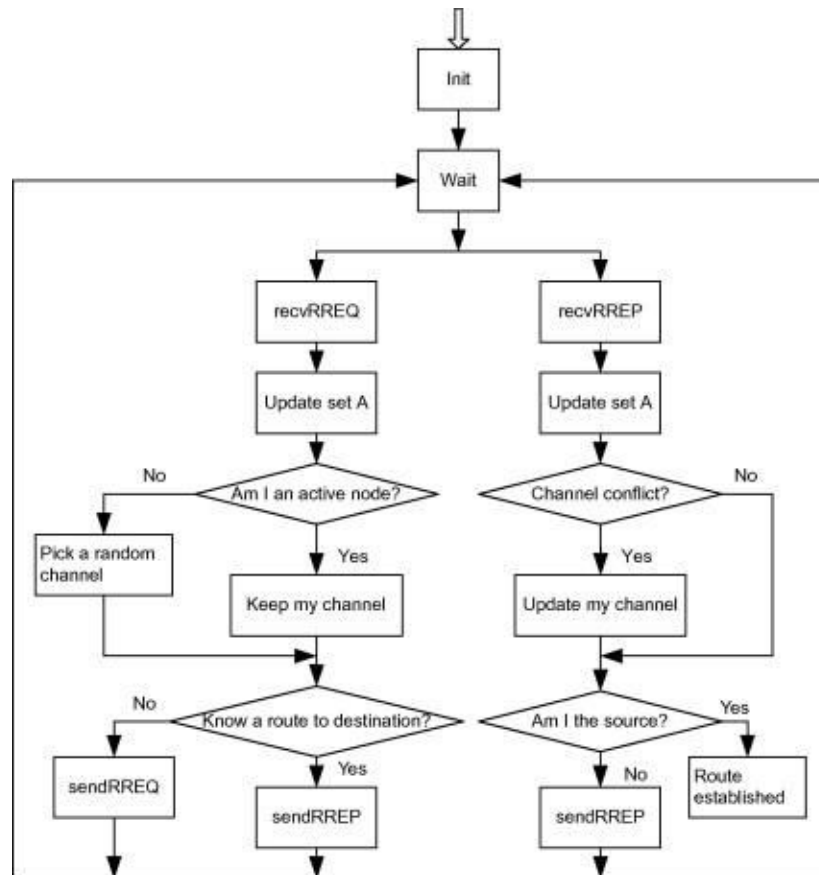 Init
Wait
recvRREQ
recvRREP
Update set A
Update set A
No
Am I an active node?
Channel conflict?
No
Pick a random
channel
Yes
Yes
Keep my channel
Update my channel
No
Know a route to destination?
Am I the source?
Yes
sendRREQ
Yes
No
Route
established
sendRREP
sendRREP